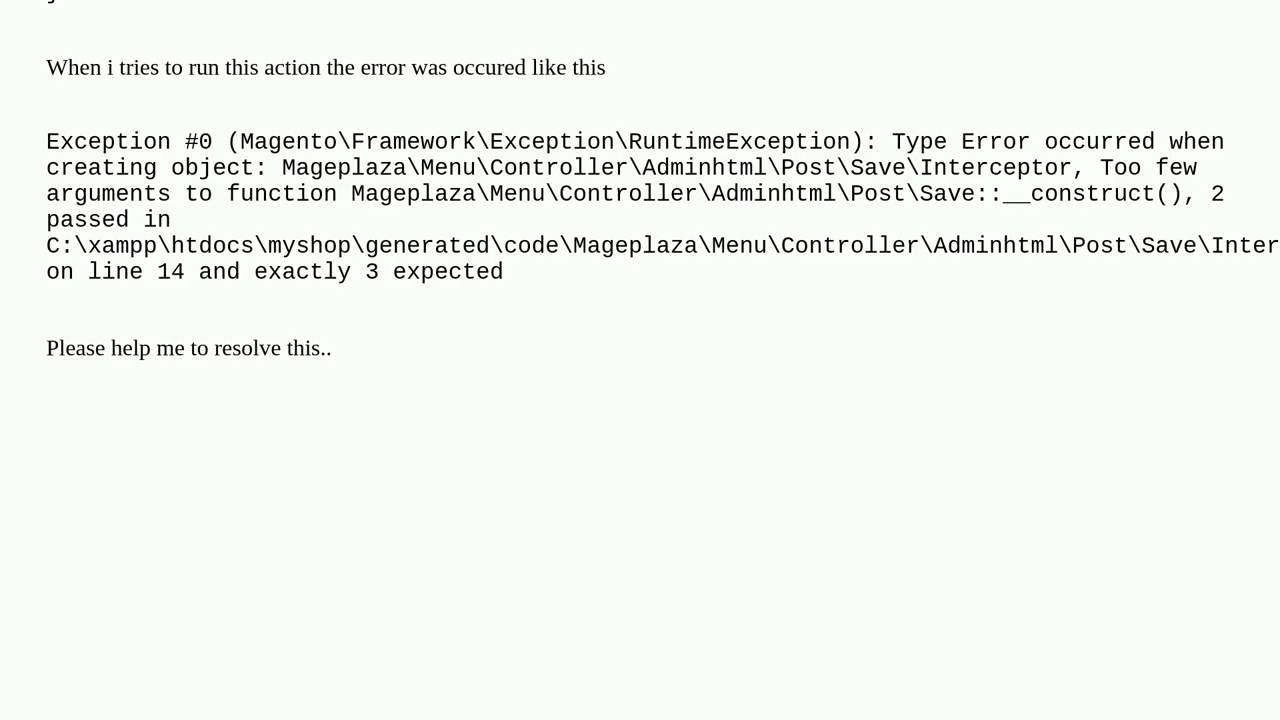 When i tries to run this action the error was occured like this
Exception #0 (Magento\Framework\Exception\RuntimeException): Type Error occurred when
creating object: Mageplaza\Menu\Controller\Adminhtml\Post\Save\Interceptor, Too few
arguments to function Mageplaza\Menu\Controller\Adminhtml\Post\Save::__construct(), 2
passed in
C:\xampp\htdocs\myshop\generated\code\Mageplaza\Menu\Controller\Adminhtml\Post\Save\Inter
on line 14 and exactly 3 expected
Please help me to resolve this..